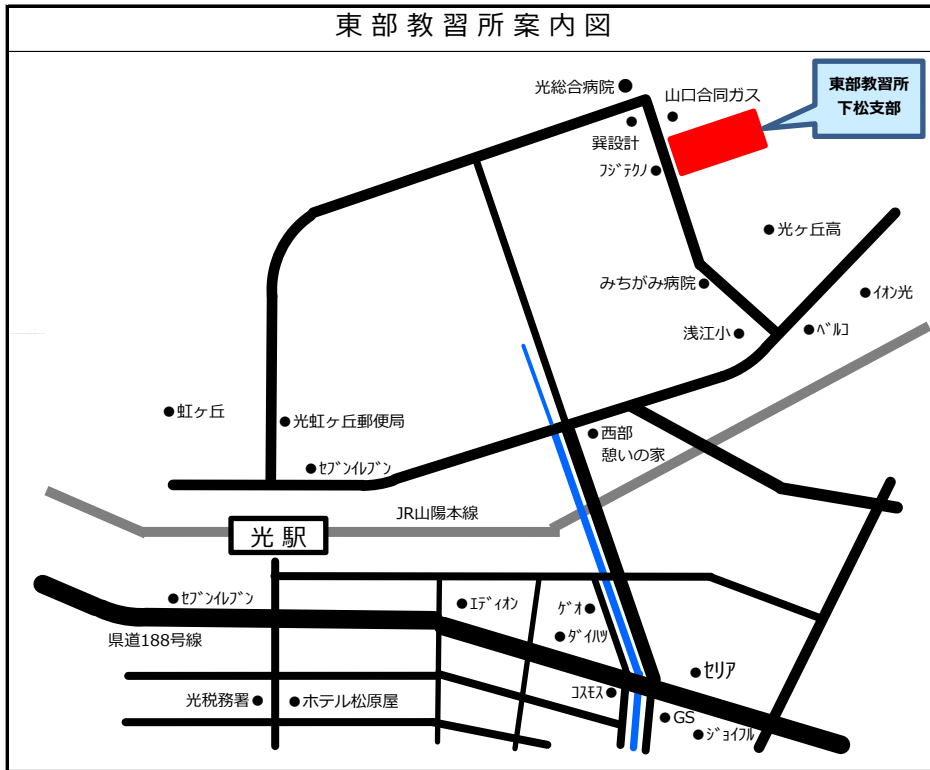 東部教習所案内図
光総合病院
山口合同ガス
東部教習所
下松支部
巽設計
ﾌｼﾞﾃｸﾉ
光ヶ丘高
みちがみ病院
ｲｵﾝ光
浅江小
ﾍﾞﾙｺ
虹ヶ丘
光虹ヶ丘郵便局
西部
憩いの家
ｾﾌﾞﾝｲﾚﾌﾞﾝ
JR山陽本線
光駅
ｾﾌﾞﾝｲﾚﾌﾞﾝ
ｴﾃﾞｨｵﾝ
ｹﾞｵ
県道188号線
ﾀﾞｲﾊﾂ
ｾﾘｱ
光税務署
ホテル松原屋
ｺｽﾓｽ
GS
ｼﾞｮｲﾌﾙ